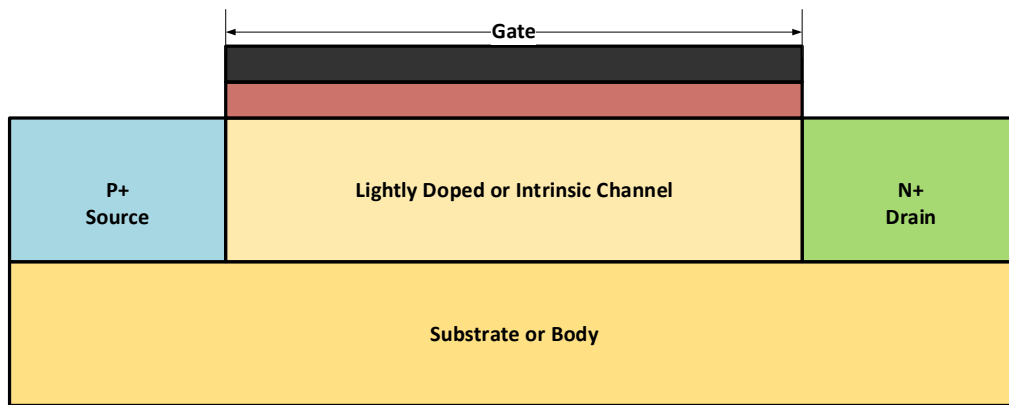 Gate
P+
Source
Lightly Doped or Intrinsic Channel
N+
Drain
Substrate or Body